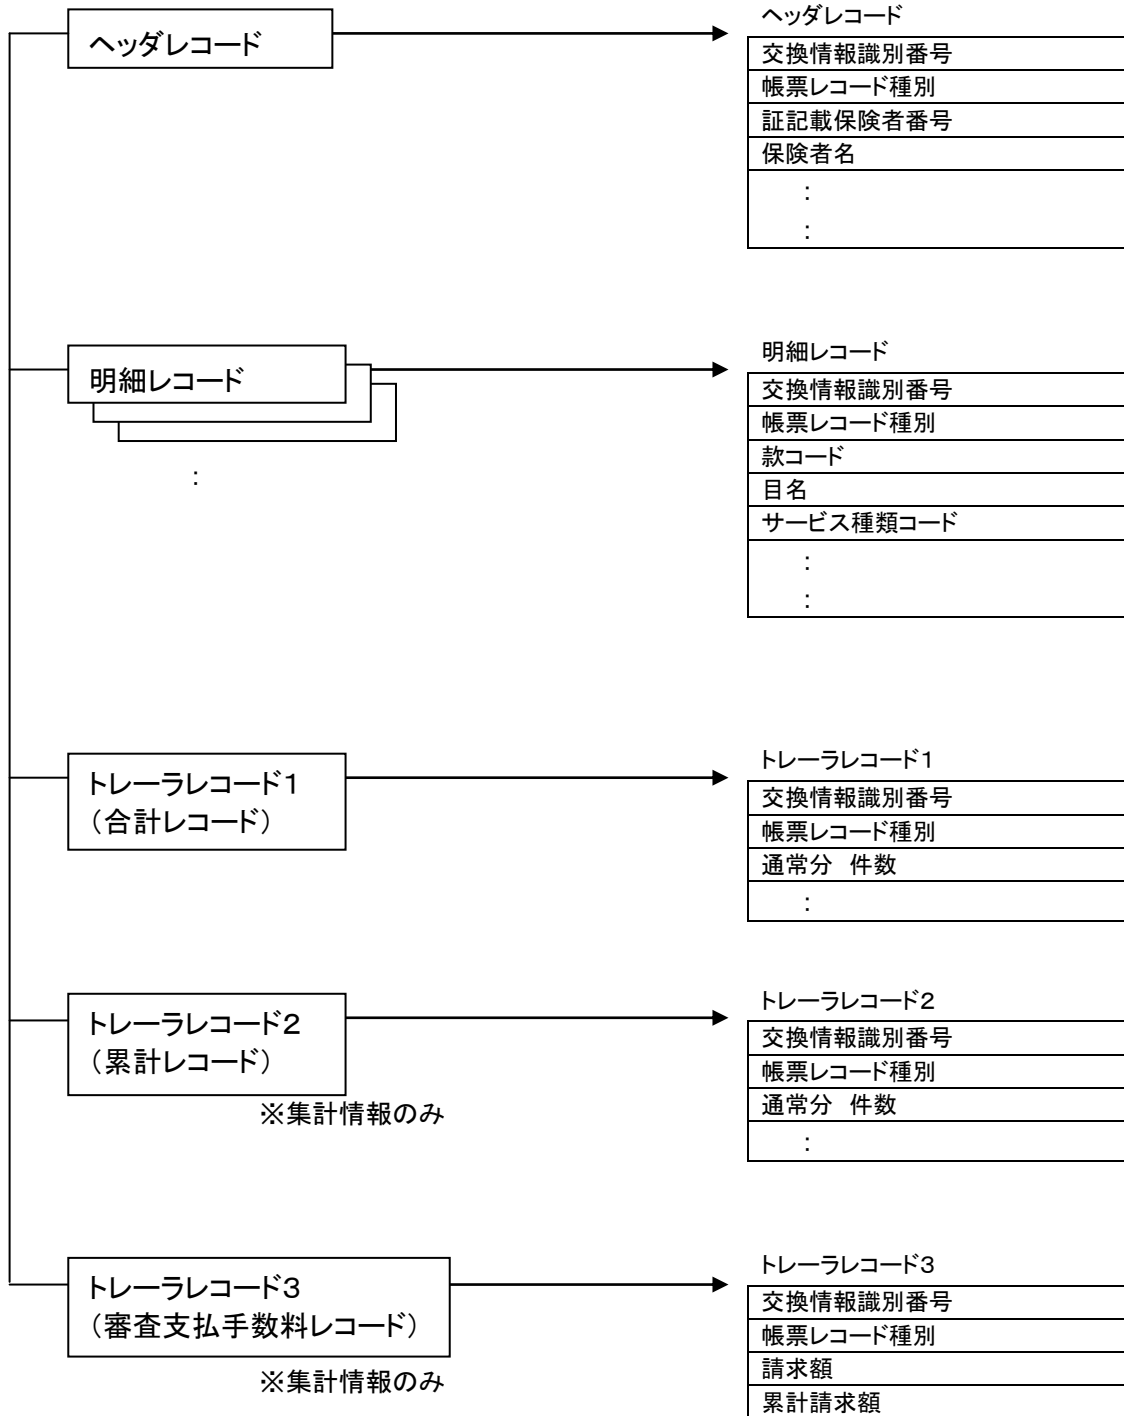 ヘッダレコード
ヘッダレコード
交換情報識別番号
帳票レコード種別
証記載保険者番号
保険者名
：
：
明細レコード
：
明細レコード
交換情報識別番号
帳票レコード種別
款コード
目名
サービス種類コード
：
：
トレーラレコード１
（合計レコード）
トレーラレコード１
交換情報識別番号
帳票レコード種別
通常分　件数
：
トレーラレコード２
（累計レコード）
※集計情報のみ
トレーラレコード２
交換情報識別番号
帳票レコード種別
通常分　件数
：
トレーラレコード３
（審査支払手数料レコード）
※集計情報のみ
トレーラレコード３
交換情報識別番号
帳票レコード種別
請求額
累計請求額